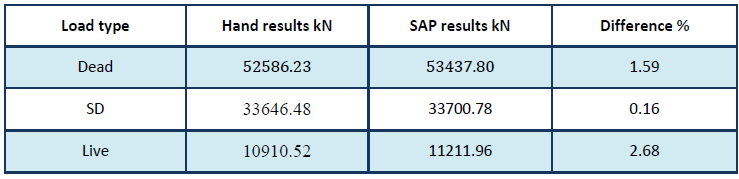 Load type Hand results kN SAP results kN Difference %
Dead 52586.23 53437.80 1.59
SD 33646.48 33700.78 0.16
Live 10910.52 11211.96 2.68